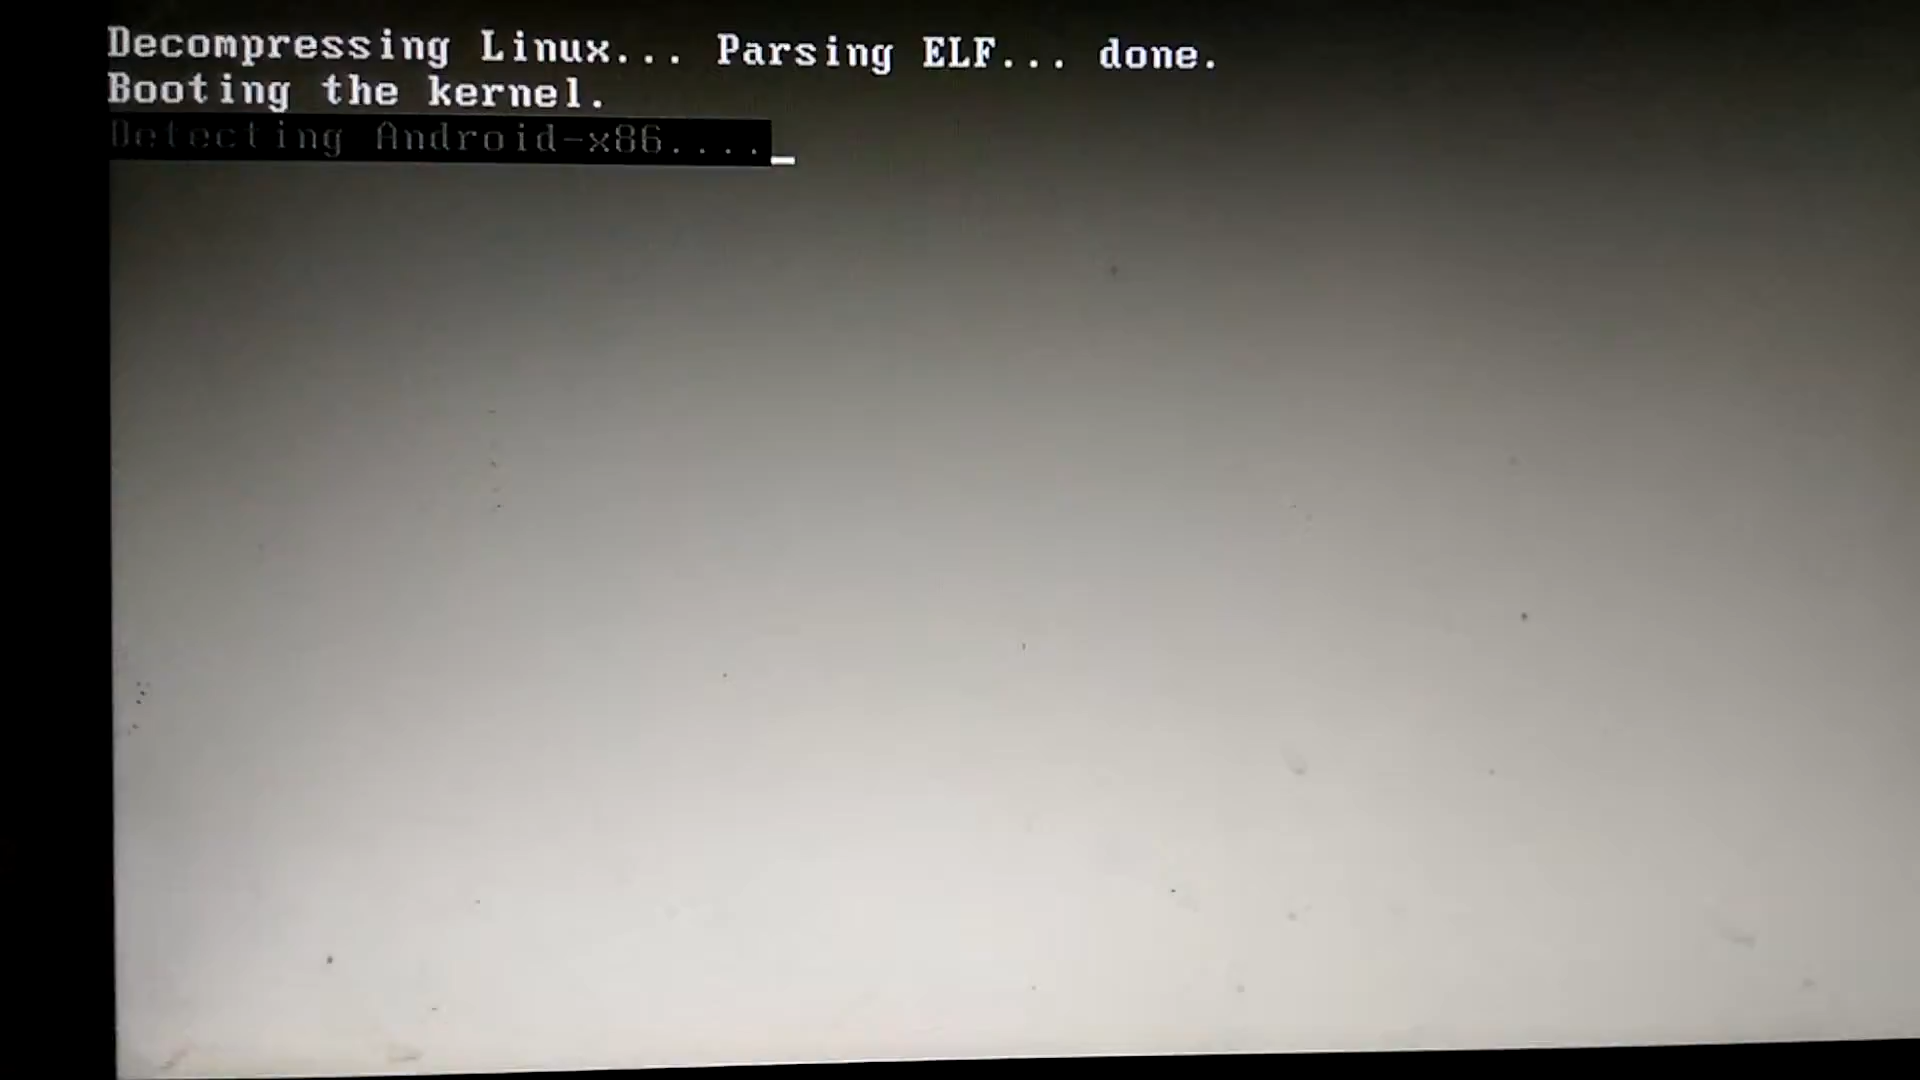 Decompressing Linux... Parsing ELF... done.
Booting the kernel.
Detecting Android-x86....